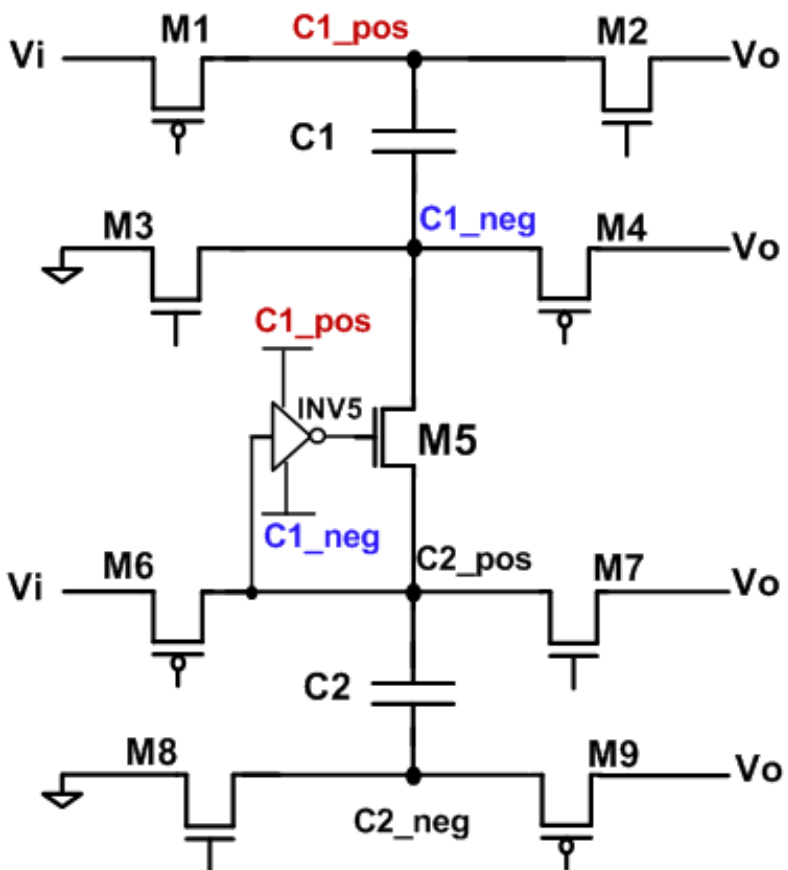 M1 C1_pos M2
Vi Vo
C1
M3 C1_neg M4
Vo
C1_pos
INV5
M5
C1_neg
M6 C2_pos M7
Vi Vo
C2
M8 M9
Vo
C2_neg